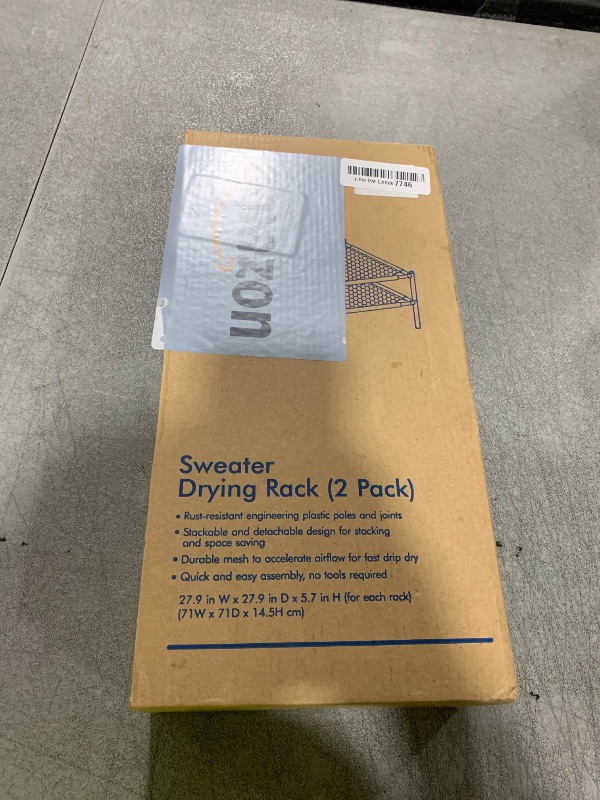 7746
Sweater
Drying Rack (2 Pack)
• Rust-resistant engineering plastic poles and joints
• Stackable and detachable design for stacking
and space saving
• Durable mesh to accelerate airflow for fast drip dry
• Quick and easy assembly, no tools required
27.9 in W x 27.9 in D x 5.7 in H (for each rack)
(71W x 71D x 14.5H cm)